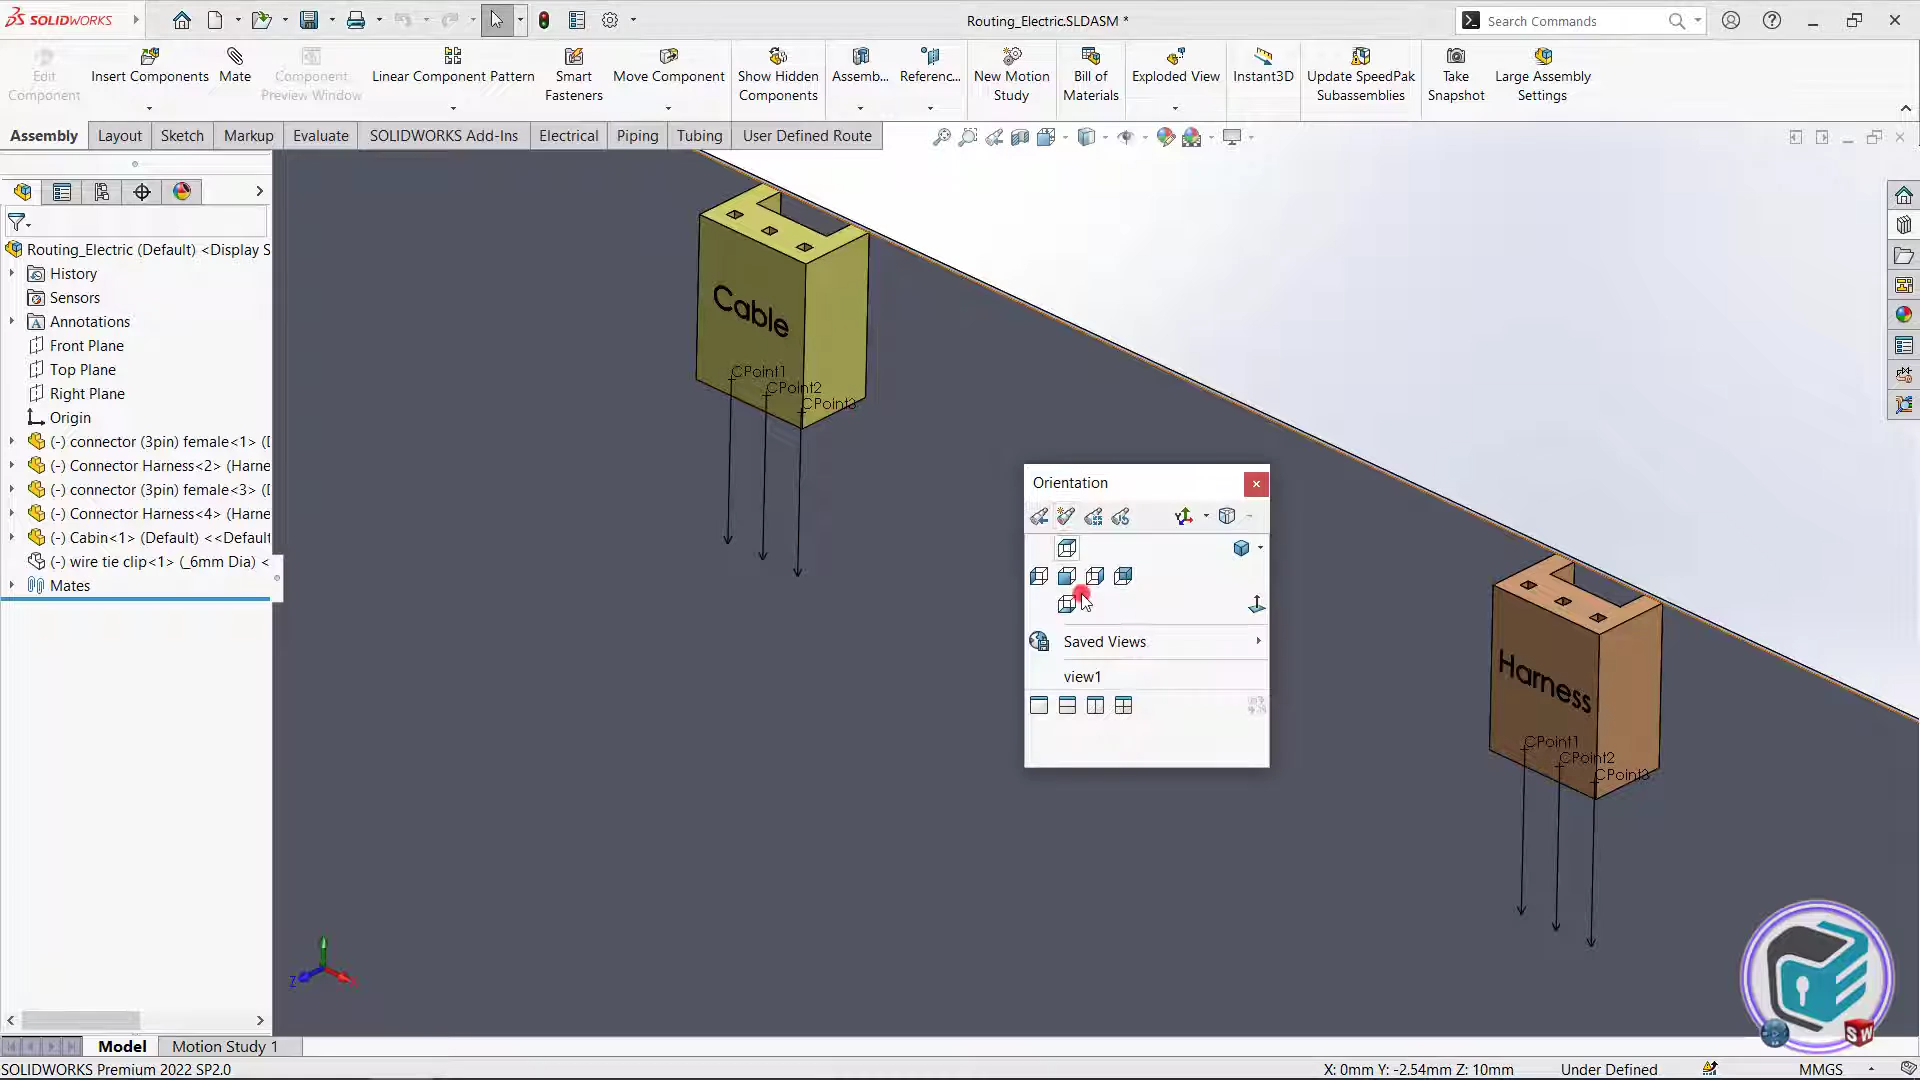 SOLIDWORKS
Routing_Electric.SLDASM *
Search Commands
Edit
Component
Insert Components
Mate
Component
Preview Window
Linear Component Pattern
Smart
Fasteners
Move Component
Show Hidden
Components
Assemb...
Referenc...
New Motion
Study
Bill of
Materials
Exploded View
Instant3D
Update SpeedPak
Subassemblies
Take
Snapshot
Large Assembly
Settings
Assembly
Layout
Sketch
Markup
Evaluate
SOLIDWORKS Add-Ins
Electrical
Piping
Tubing
User Defined Route
Routing_Electric (Default) <Display S
History
Sensors
Annotations
Front Plane
Top Plane
Right Plane
Origin
(-) connector (3pin) female<1> (
(-) Connector Harness<2> (Harne
(-) connector (3pin) female<3> (
(-) Connector Harness<4> (Harne
(-) Cabin<1> (Default) <<Default
(-) wire tie clip<1> (_6mm Dia) <
Mates
Cable
CPoint1
CPoint2
CPoint3
Orientation
Saved Views
view1
Harness
CPoint1
CPoint2
CPoint3
Z
X
SW
Model
Motion Study 1
SOLIDWORKS Premium 2022 SP2.0
X: 0mm Y: -2.54mm Z: 10mm
Under Defined
MMGS